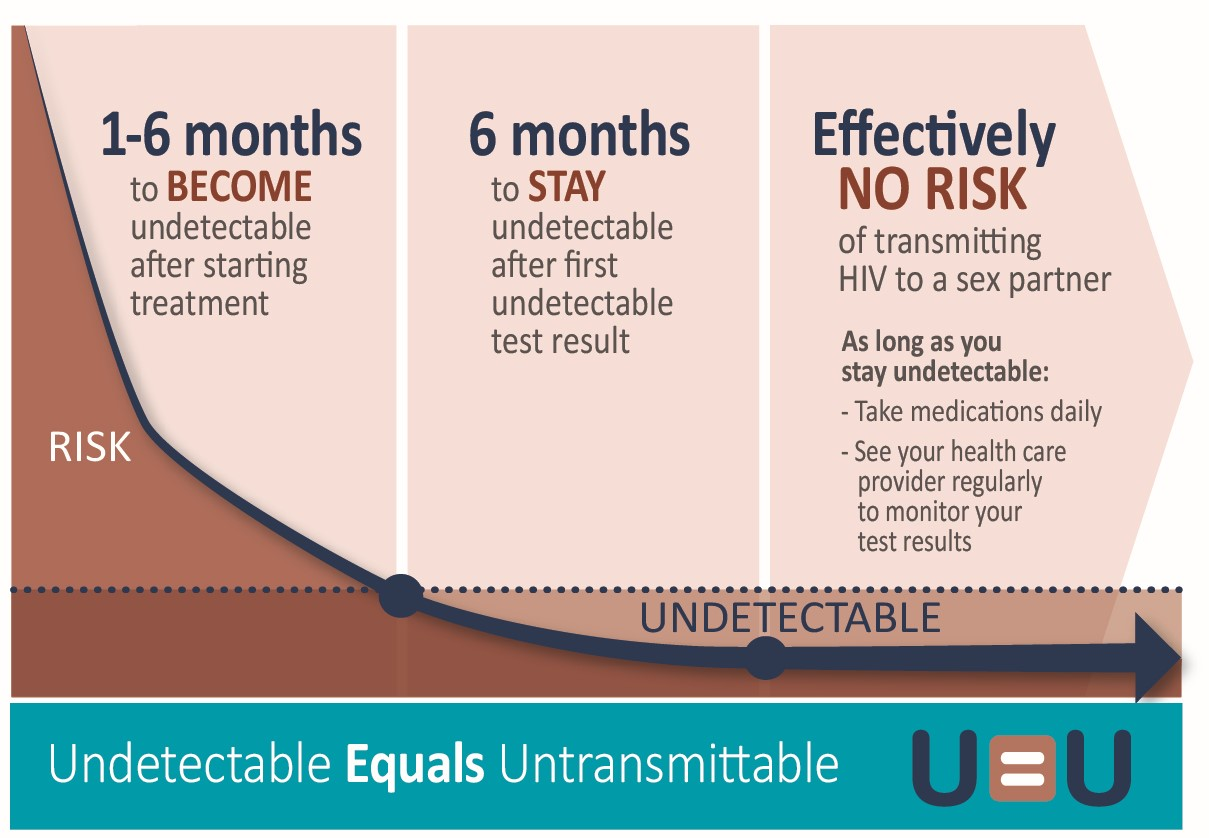 1-6 months
to BECOME
undetectable
after starting
treatment
6 months
to STAY
undetectable
after first
undetectable
test result
Effectively
NO RISK
of transmitting
HIV to a sex partner
As long as you
stay undetectable:
- Take medications daily
- See your health care
provider regularly
to monitor your
test results
RISK
UNDETECTABLE
Undetectable Equals Untransmittable
U=U